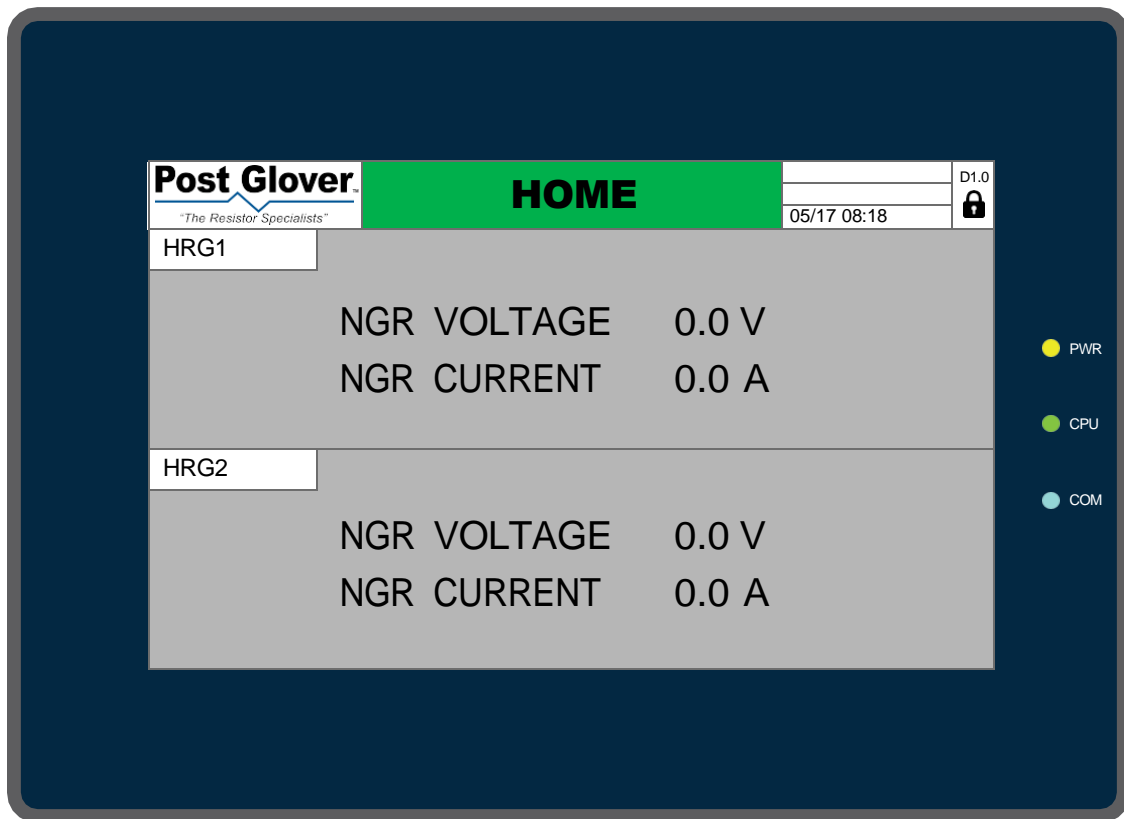 Post Glover™
"The Resistor Specialists"
HOME
D1.0
05/17 08:18
HRG1
NGR VOLTAGE 0.0 V
NGR CURRENT 0.0 A
PWR
CPU
HRG2
COM
NGR VOLTAGE 0.0 V
NGR CURRENT 0.0 A